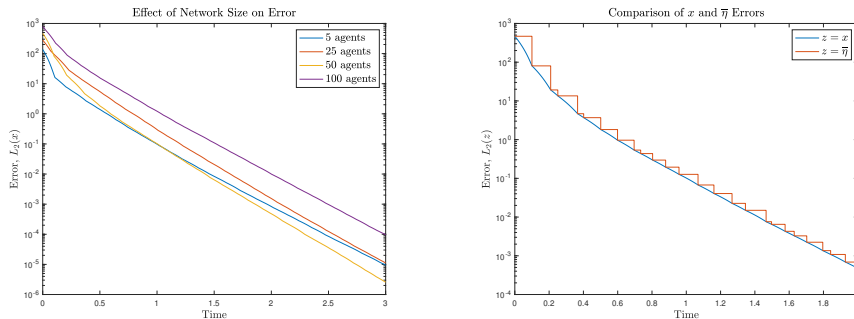 Effect of Network Size on Error
10^3
10^2
10^1
10^0
10^-1
10^-2
10^-3
10^-4
10^-5
10^-6
Error, L_2(x)
0 0.5 1 1.5 2 2.5 3
Time
5 agents
25 agents
50 agents
100 agents
Comparison of x and η̅ Errors
10^3
10^2
10^1
10^0
10^-1
10^-2
10^-3
10^-4
Error, L_2(z)
0 0.2 0.4 0.6 0.8 1 1.2 1.4 1.6 1.8
Time
z = x
z = η̅